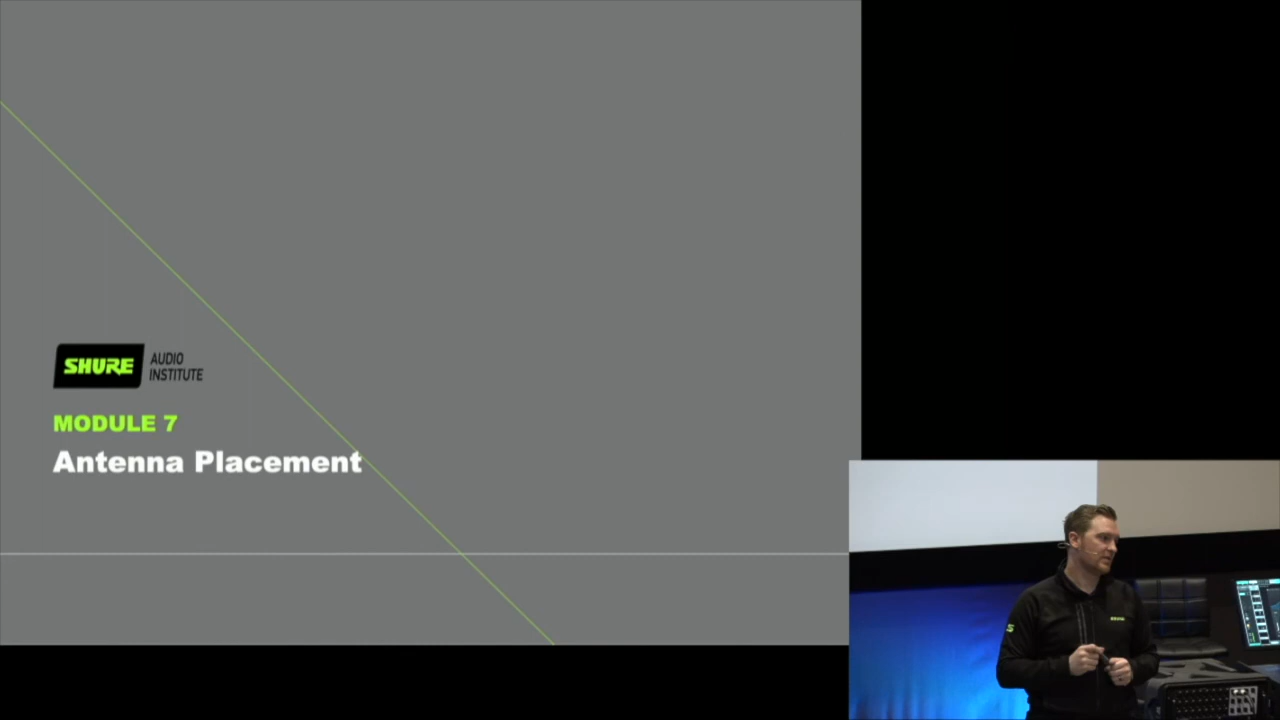 SHURE
AUDIO
INSTITUTE
MODULE 7
Antenna Placement